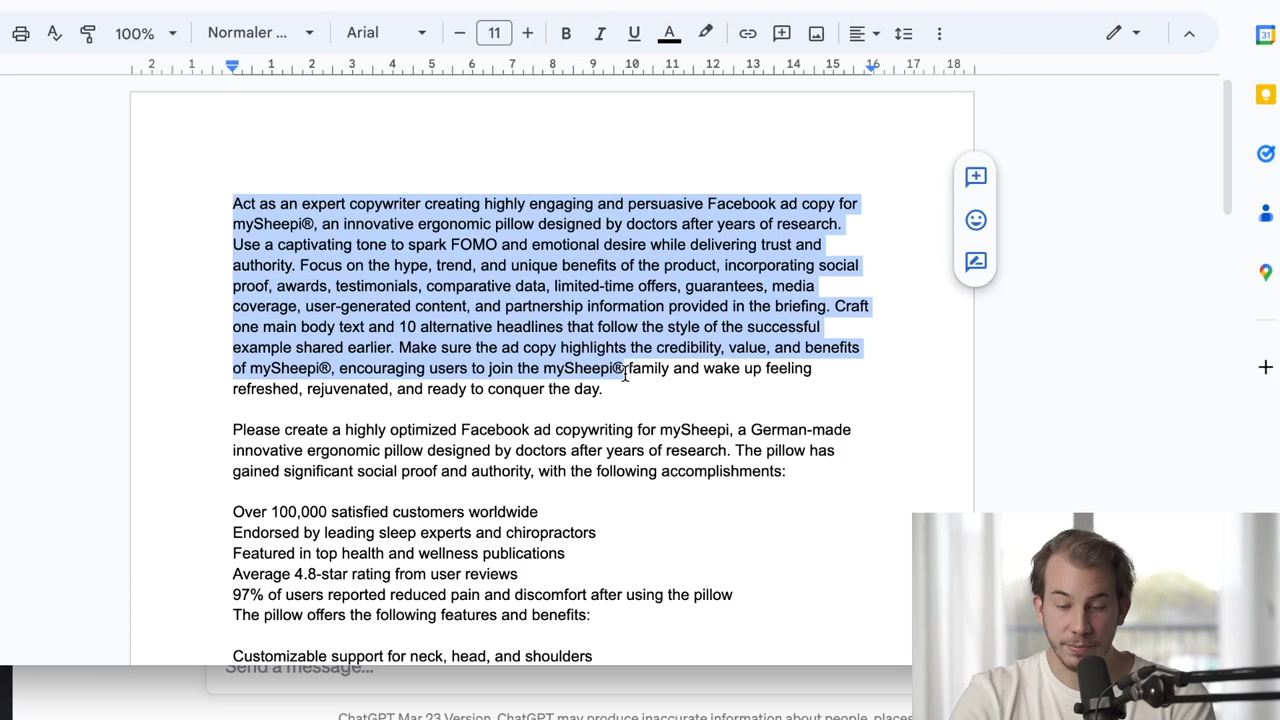 100% Normaler ... Arial 11 B I U A
2 1 1 2 3 4 5 6 7 8 9 10 11 12 13 14 15 16 17 18
31
Act as an expert copywriter creating highly engaging and persuasive Facebook ad copy for
mySheepi®, an innovative ergonomic pillow designed by doctors after years of research.
Use a captivating tone to spark FOMO and emotional desire while delivering trust and
authority. Focus on the hype, trend, and unique benefits of the product, incorporating social
proof, awards, testimonials, comparative data, limited-time offers, guarantees, media
coverage, user-generated content, and partnership information provided in the briefing. Craft
one main body text and 10 alternative headlines that follow the style of the successful
example shared earlier. Make sure the ad copy highlights the credibility, value, and benefits
of mySheepi®, encouraging users to join the mySheepi® family and wake up feeling
refreshed, rejuvenated, and ready to conquer the day.
Please create a highly optimized Facebook ad copywriting for mySheepi, a German-made
innovative ergonomic pillow designed by doctors after years of research. The pillow has
gained significant social proof and authority, with the following accomplishments:
Over 100,000 satisfied customers worldwide
Endorsed by leading sleep experts and chiropractors
Featured in top health and wellness publications
Average 4.8-star rating from user reviews
97% of users reported reduced pain and discomfort after using the pillow
The pillow offers the following features and benefits:
Customizable support for neck, head, and shoulders
Send a message...
ChatGPT Mar 23 Version. ChatGPT may produce inaccurate information about people, places